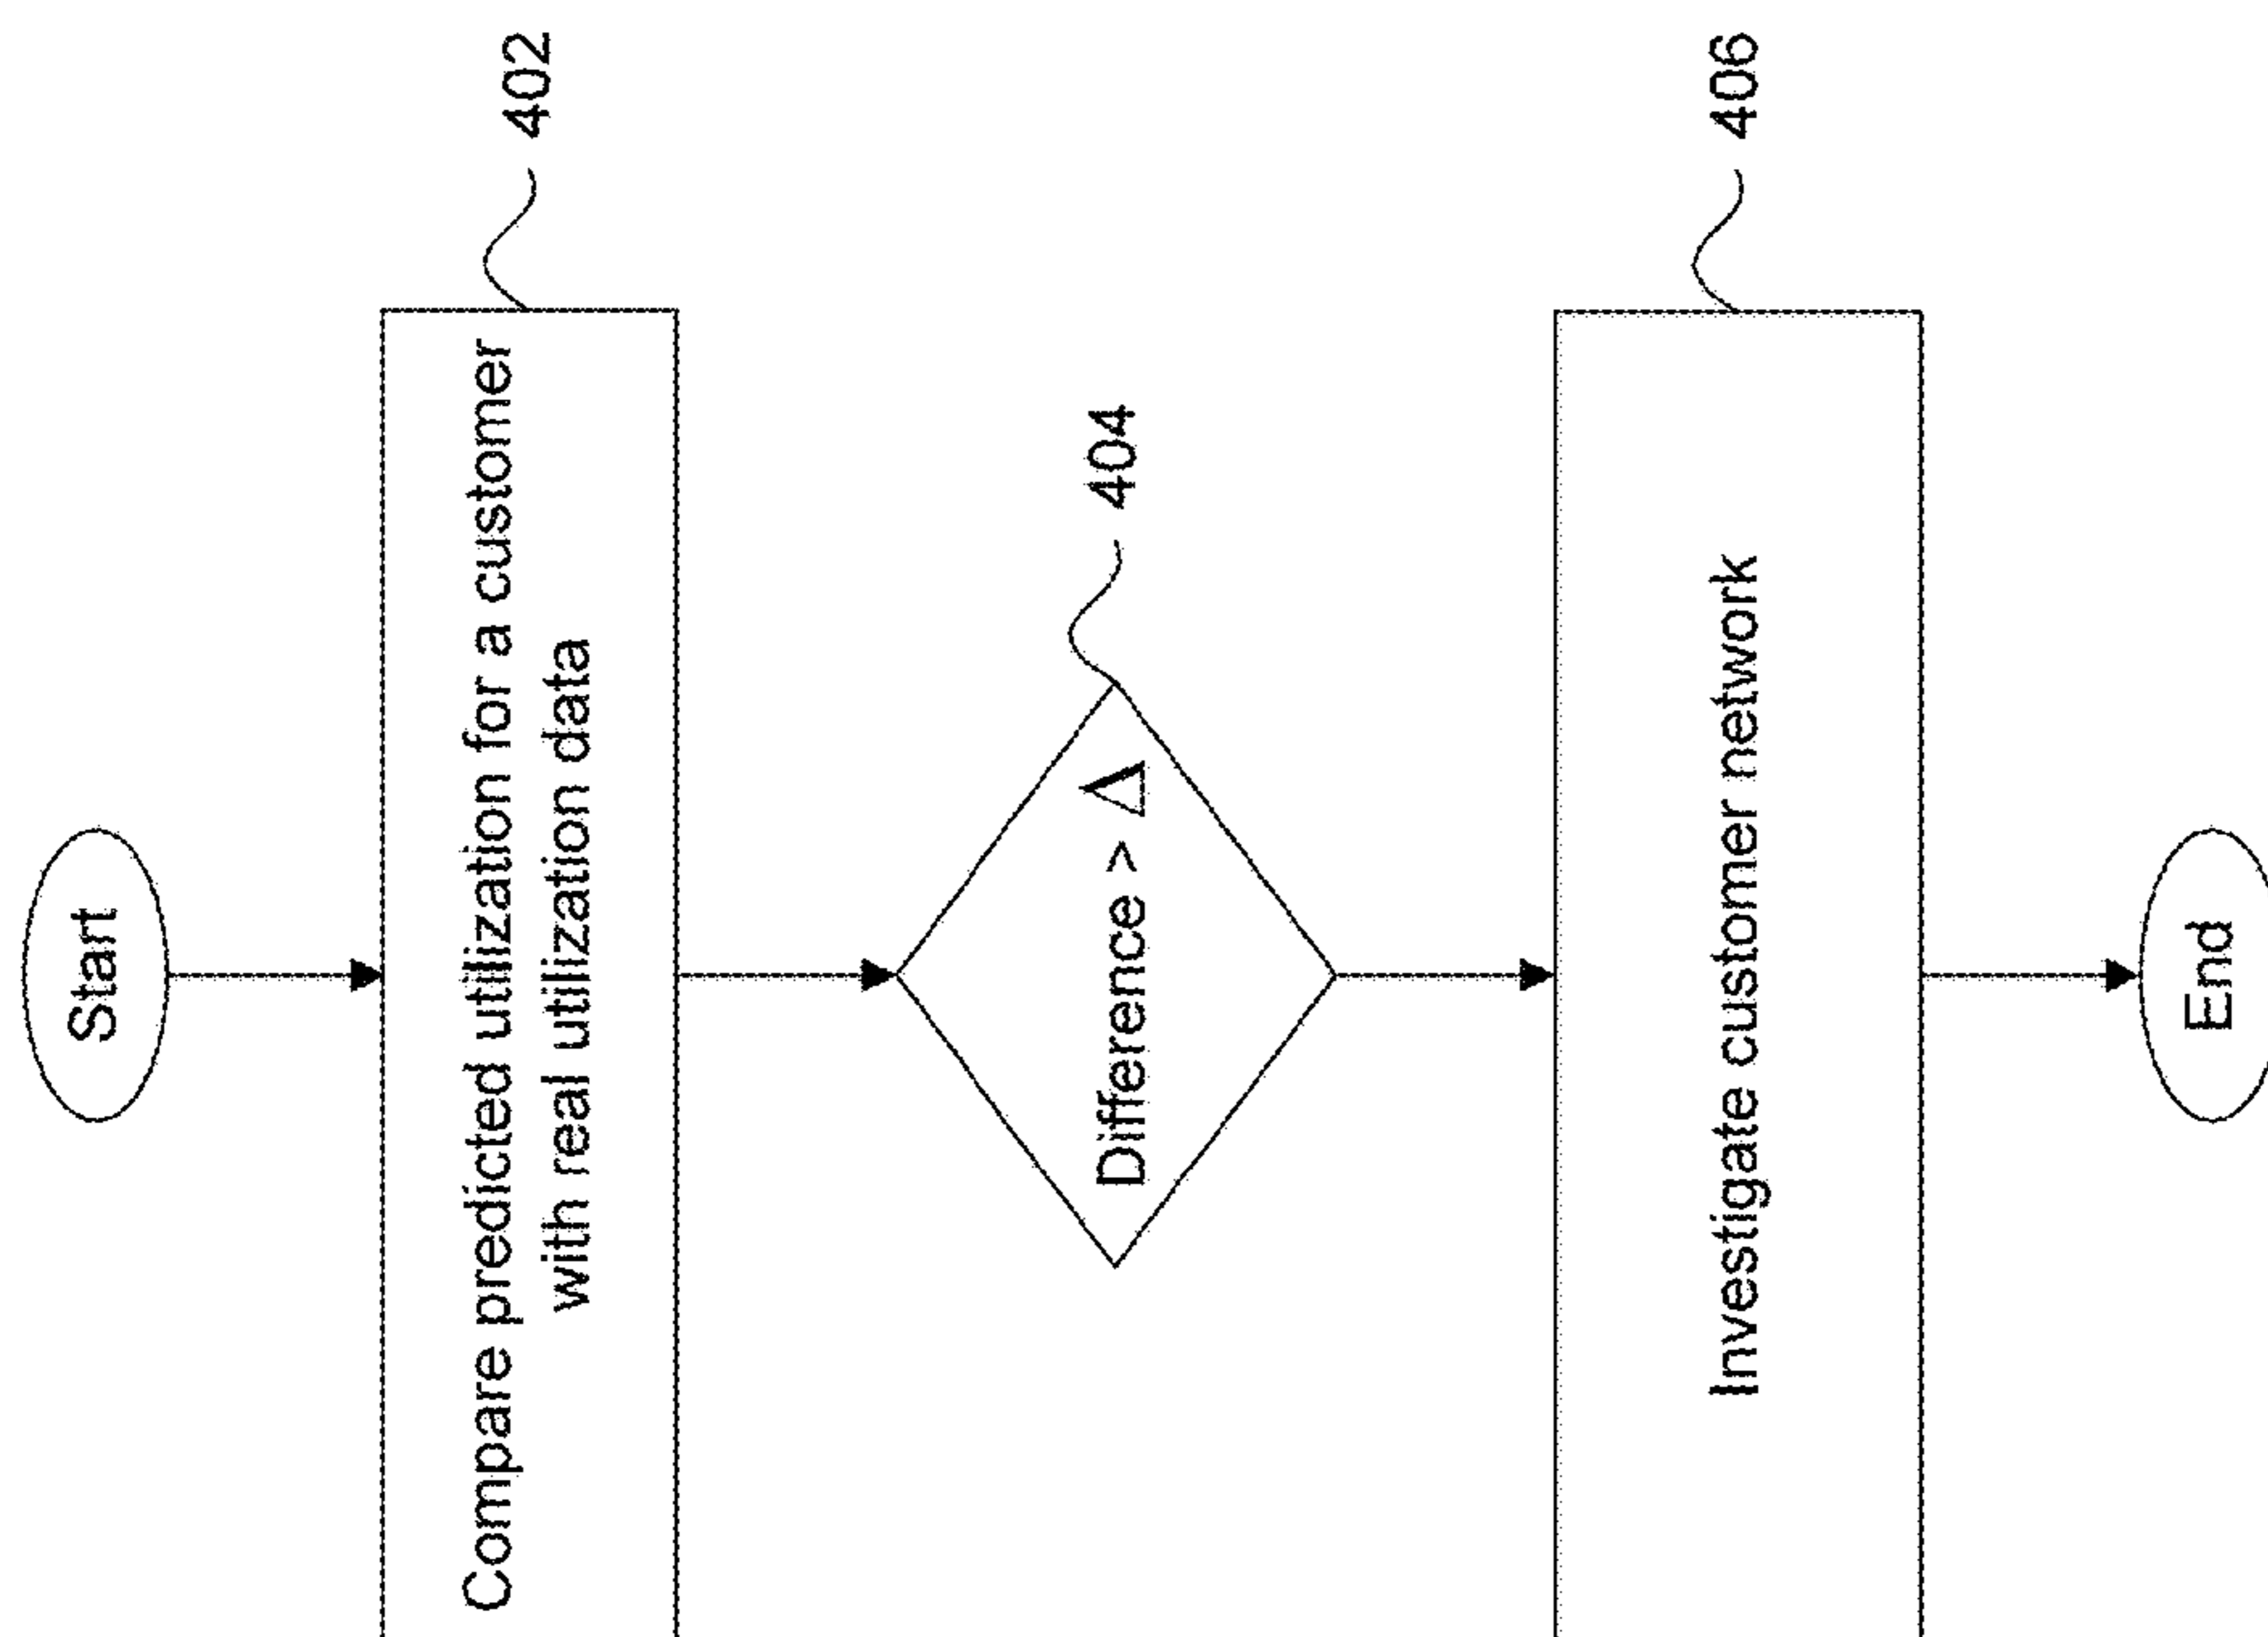 Start
Compare predicted utilization for a customer
with real utilization data
402
Difference > Δ
404
Investigate customer network
406
End